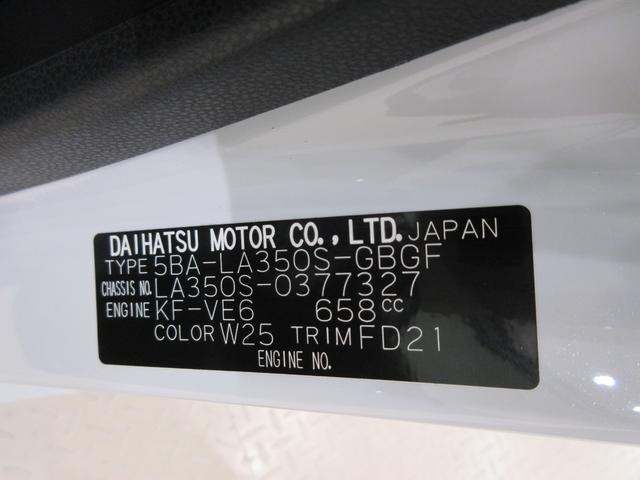 DAIHATSU MOTOR CO., LTD. JAPAN
TYPE 5BA-LA350S-GBGF
CHASSIS NO. LA350S-0377327
ENGINE KF-VE6 658cc
COLOR W25 TRIM FD21
ENGINE NO.